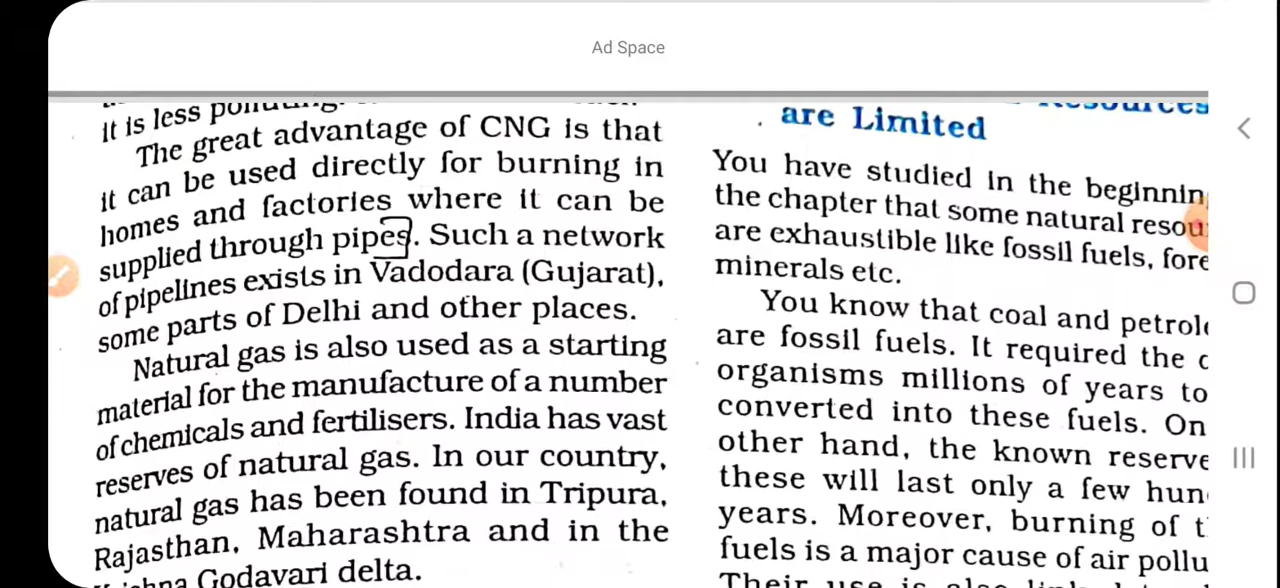 Ad Space
it is less polluting.
The great advantage of CNG is that
it can be used directly for burning in
homes and factories where it can be
supplied through pipes. Such a network
of pipelines exists in Vadodara (Gujarat),
some parts of Delhi and other places.
Natural gas is also used as a starting
material for the manufacture of a number
of chemicals and fertilisers. India has vast
reserves of natural gas. In our country,
natural gas has been found in Tripura,
Rajasthan, Maharashtra and in the
Godavari delta.
Resources
are Limited
You have studied in the beginnin
the chapter that some natural resou
are exhaustible like fossil fuels, fore
minerals etc.
You know that coal and petrole
are fossil fuels. It required the d
organisms millions of years to
converted into these fuels. On
other hand, the known reserve
these will last only a few hun
years. Moreover, burning of t
fuels is a major cause of air pollu
Their use is also